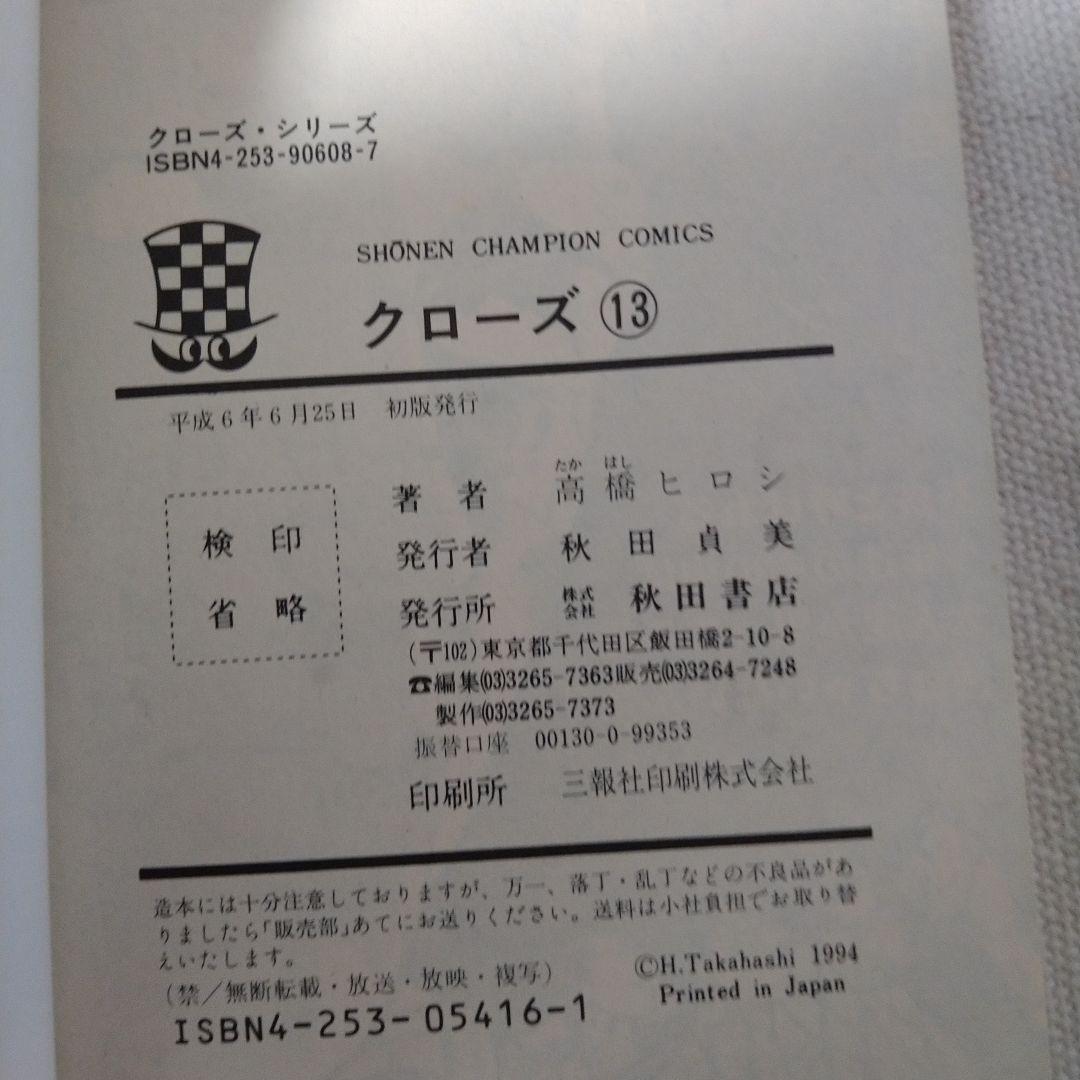 クローズ・シリーズ
ISBN4-253-90608-7
SHŌNEN CHAMPION COMICS
クローズ ⑬
平成6年6月25日 初版発行
検印
省略
著者 髙橋ヒロシ
たか はし
発行者 秋田貞美
発行所 株式会社 秋田書店
(〒102)東京都千代田区飯田橋2-10-8
☎編集(03)3265-7363販売(03)3264-7248
製作(03)3265-7373
振替口座 00130-0-99353
印刷所 三報社印刷株式会社
造本には十分注意しておりますが、万一、落丁・乱丁などの不良品があ
りましたら「販売部」あてにお送りください。送料は小社負担でお取り替
えいたします。
(禁/無断転載・放送・放映・複写)
ISBN4-253-05416-1
©H.Takahashi 1994
Printed in Japan